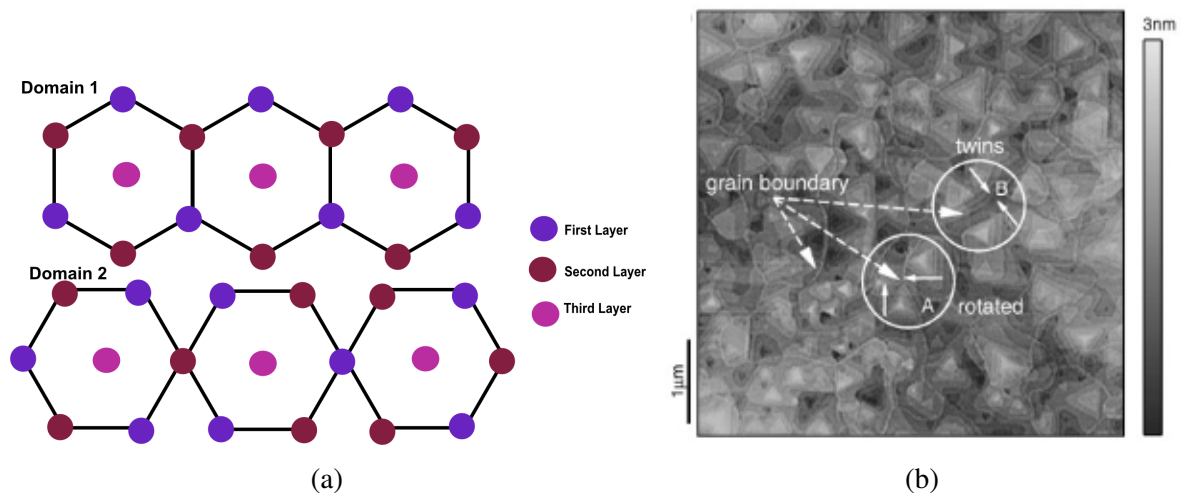 Domain 1
First Layer
Second Layer
Domain 2
Third Layer
(a)
3nm
twins
B
grain boundary
A
rotated
1μm
(b)